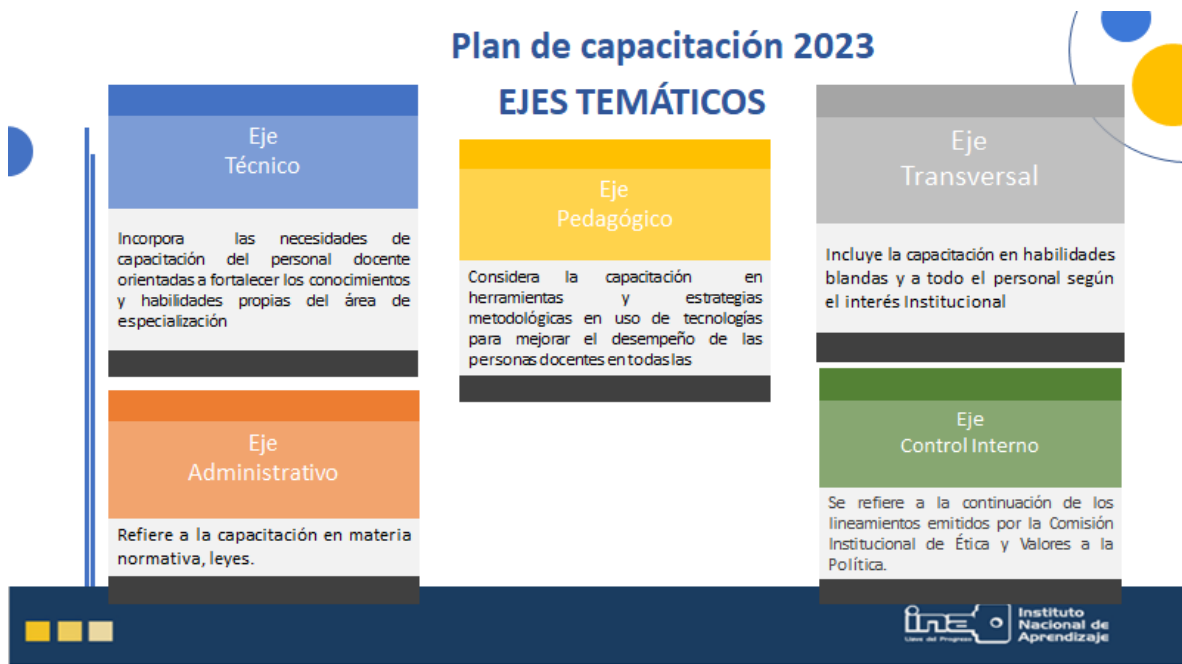 Plan de capacitación 2023
EJES TEMÁTICOS
Eje
Técnico
Incorpora las necesidades de
capacitación del personal docente
orientadas a fortalecer los conocimientos
y habilidades propias del área de
especialización
Eje
Pedagógico
Considera la capacitación en
herramientas y estrategias
metodológicas en uso de tecnologías
para mejorar el desempeño de las
personas docentes en todas las
Eje
Transversal
Incluye la capacitación en habilidades
blandas y a todo el personal según
el interés Institucional
Eje
Administrativo
Refiere a la capacitación en materia
normativa, leyes.
Eje
Control Interno
Se refiere a la continuación de los
lineamientos emitidos por la Comisión
Institucional de Ética y Valores a la
Política.
ina
Llave del Progreso
Instituto
Nacional de
Aprendizaje